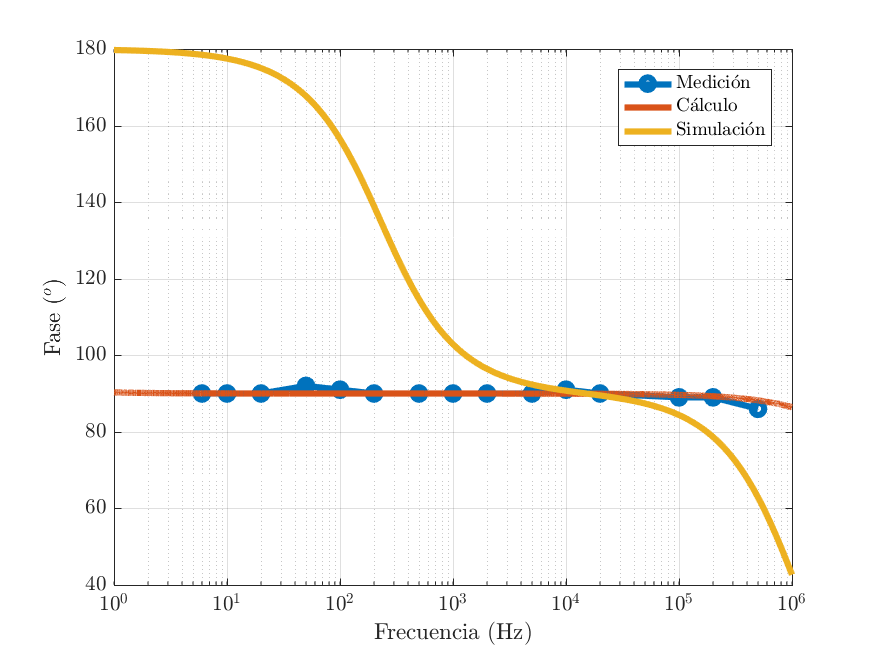 180
160
140
120
100
80
60
40
10⁰ 10¹ 10² 10³ 10⁴ 10⁵ 10⁶
Fase (º)
Frecuencia (Hz)
Medición
Cálculo
Simulación